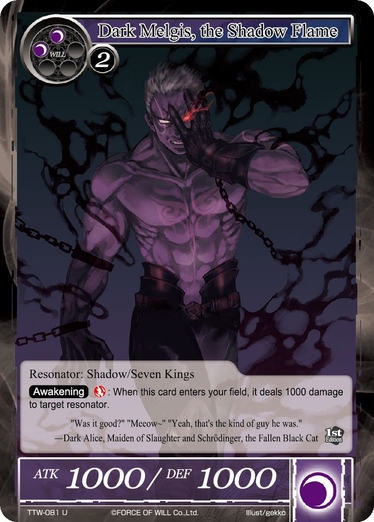 Dark Melgis, the Shadow Flame
WILL
2
Resonator: Shadow/Seven Kings
Awakening : When this card enters your field, it deals 1000 damage
to target resonator.
"Was it good?" "Meeow~" "Yeah, that's the kind of guy he was."
—Dark Alice, Maiden of Slaughter and Schrödinger, the Fallen Black Cat
1st
Edition
ATK 1000 / DEF 1000
TTW-081 U ©FORCE OF WILL Co.,Ltd. Illust/gekko